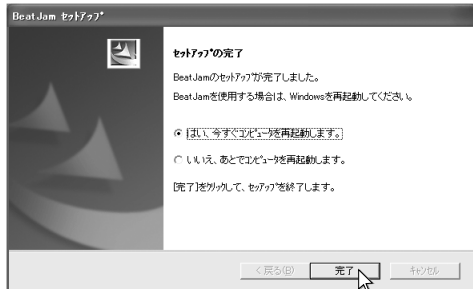 BeatJam ｾｯﾄｱｯﾌﾟ
ｾｯﾄｱｯﾌﾟの完了
BeatJamのｾｯﾄｱｯﾌﾟが完了しました。
BeatJamを使用する場合は、Windowsを再起動してください。
はい、今すぐｺﾝﾋﾟｭｰﾀを再起動します。
いいえ、あとでｺﾝﾋﾟｭｰﾀを再起動します。
[完了]をｸﾘｯｸして、ｾｯｱｯﾌﾟを終了します。
< 戻る(B)
完了
ｷｬﾝｾﾙ